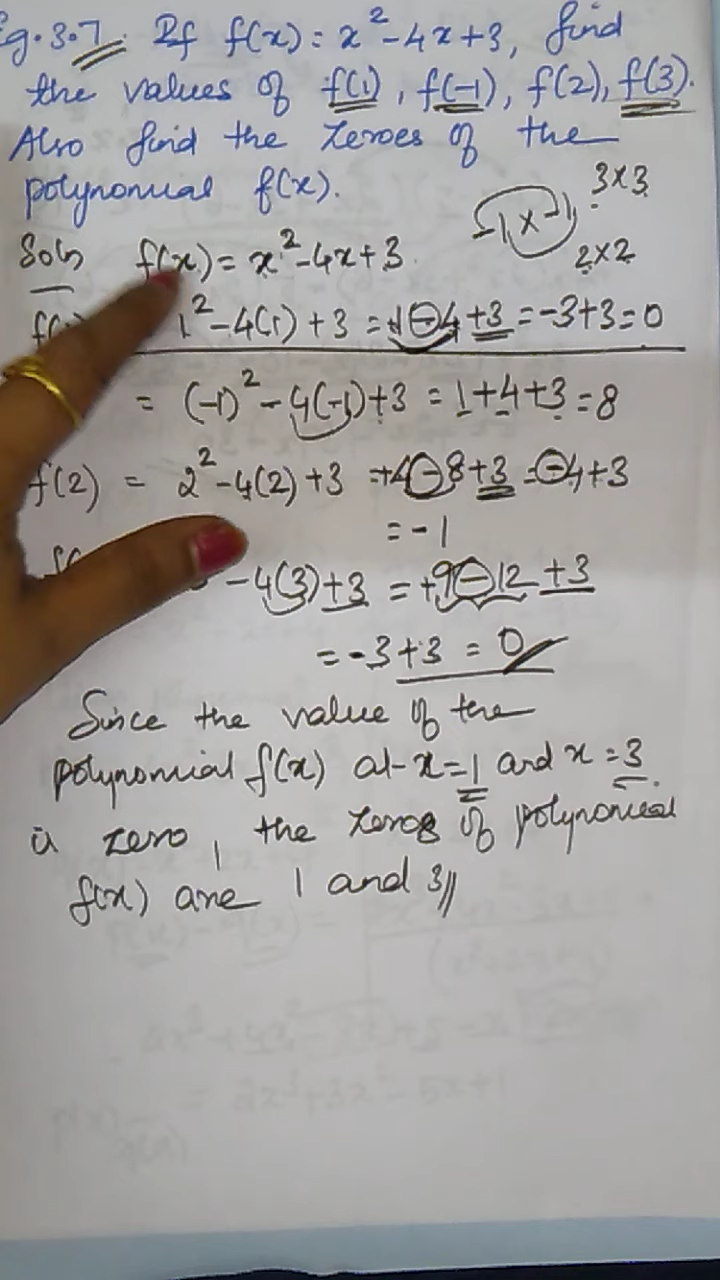 Eg. 3.7. If f(x) = x² - 4x + 3, find
the values of f(1), f(-1), f(2), f(3).
Also find the zeroes of the
polynomial f(x).
3×3
-1 × -1
2×2
Soln f(x) = x² - 4x + 3
1² - 4(1) + 3 = +1 - 4 + 3 = -3 + 3 = 0
= (-1)² - 4(-1) + 3 = 1 + 4 + 3 = 8
f(2) = 2² - 4(2) + 3 = +4 - 8 + 3 = -4 + 3
= -1
- 4(3) + 3 = +9 - 12 + 3
= -3 + 3 = 0
Since the value of the
polynomial f(x) at x = 1 and x = 3
is zero, the zeros of polynomial
f(x) are 1 and 3//